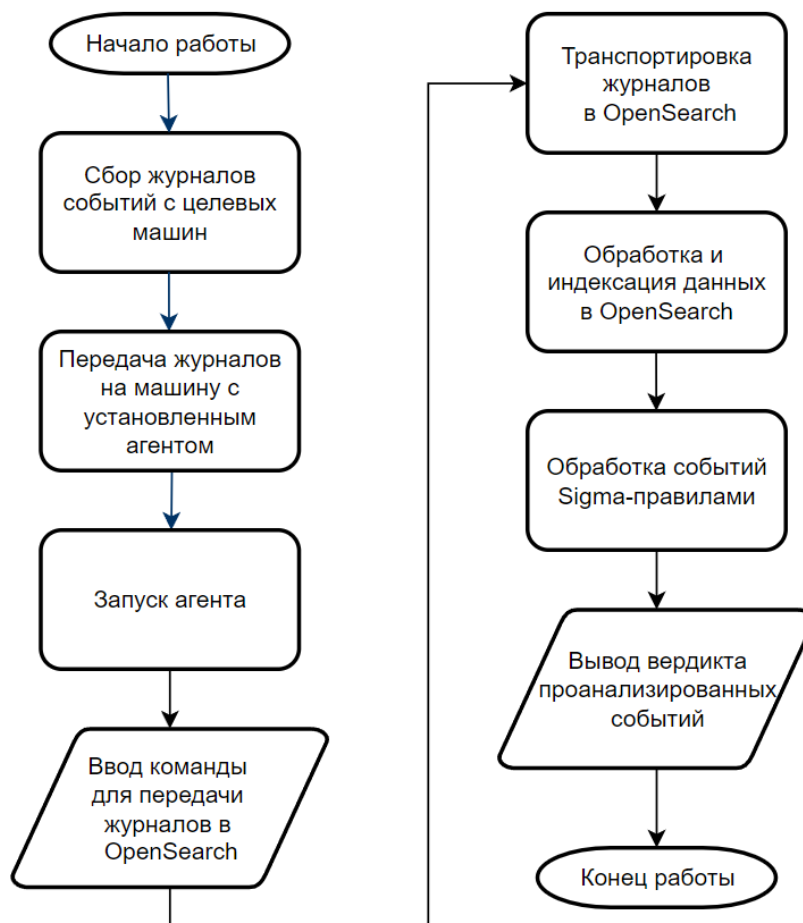 Начало работы
Сбор журналов
событий с целевых
машин
Передача журналов
на машину с
установленным
агентом
Запуск агента
Ввод команды
для передачи
журналов в
OpenSearch
Транспортировка
журналов
в OpenSearch
Обработка и
индексация данных
в OpenSearch
Обработка событий
Sigma-правилами
Вывод вердикта
проанализированных
событий
Конец работы